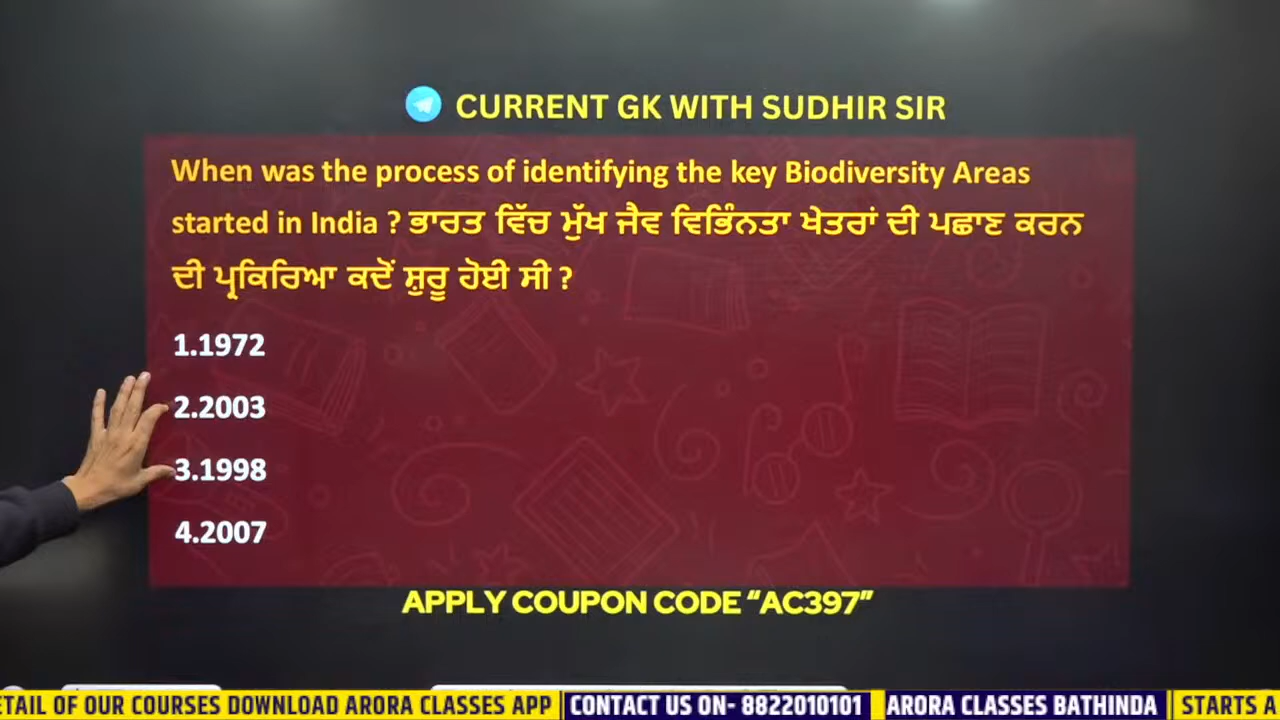 CURRENT GK WITH SUDHIR SIR
When was the process of identifying the key Biodiversity Areas
started in India ? ਭਾਰਤ ਵਿੱਚ ਮੁੱਖ ਜੈਵ ਵਿਭਿੰਨਤਾ ਖੇਤਰਾਂ ਦੀ ਪਛਾਣ ਕਰਨ
ਦੀ ਪ੍ਰਕਿਰਿਆ ਕਦੋਂ ਸ਼ੁਰੂ ਹੋਈ ਸੀ ?
1.1972
2.2003
3.1998
4.2007
APPLY COUPON CODE “AC397”
ETAIL OF OUR COURSES DOWNLOAD ARORA CLASSES APP | CONTACT US ON- 8822010101 | ARORA CLASSES BATHINDA | STARTS A